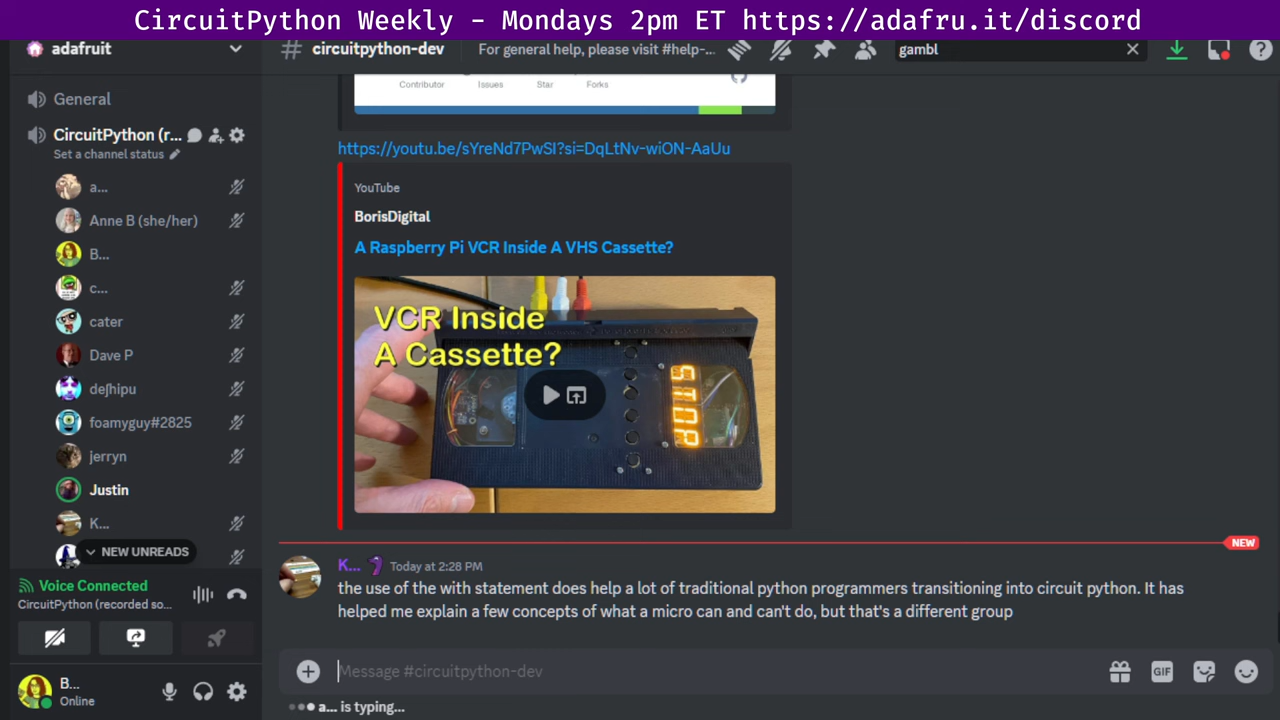 CircuitPython Weekly - Mondays 2pm ET https://adafru.it/discord
adafruit
# circuitpython-dev
For general help, please visit #help-...
gambl
General
CircuitPython (r...
Set a channel status
a...
Anne B (she/her)
B...
c...
cater
Dave P
deʃhipu
foamyguy#2825
jerryn
Justin
K...
NEW UNREADS
Voice Connected
CircuitPython (recorded so...
B...
Online
Contributor Issues Star Forks
https://youtu.be/sYreNd7PwSI?si=DqLtNv-wiON-AaUu
YouTube
BorisDigital
A Raspberry Pi VCR Inside A VHS Cassette?
VCR Inside
A Cassette?
STOP
NEW
K... Today at 2:28 PM
the use of the with statement does help a lot of traditional python programmers transitioning into circuit python. It has
helped me explain a few concepts of what a micro can and can't do, but that's a different group
Message #circuitpython-dev
GIF
a... is typing...